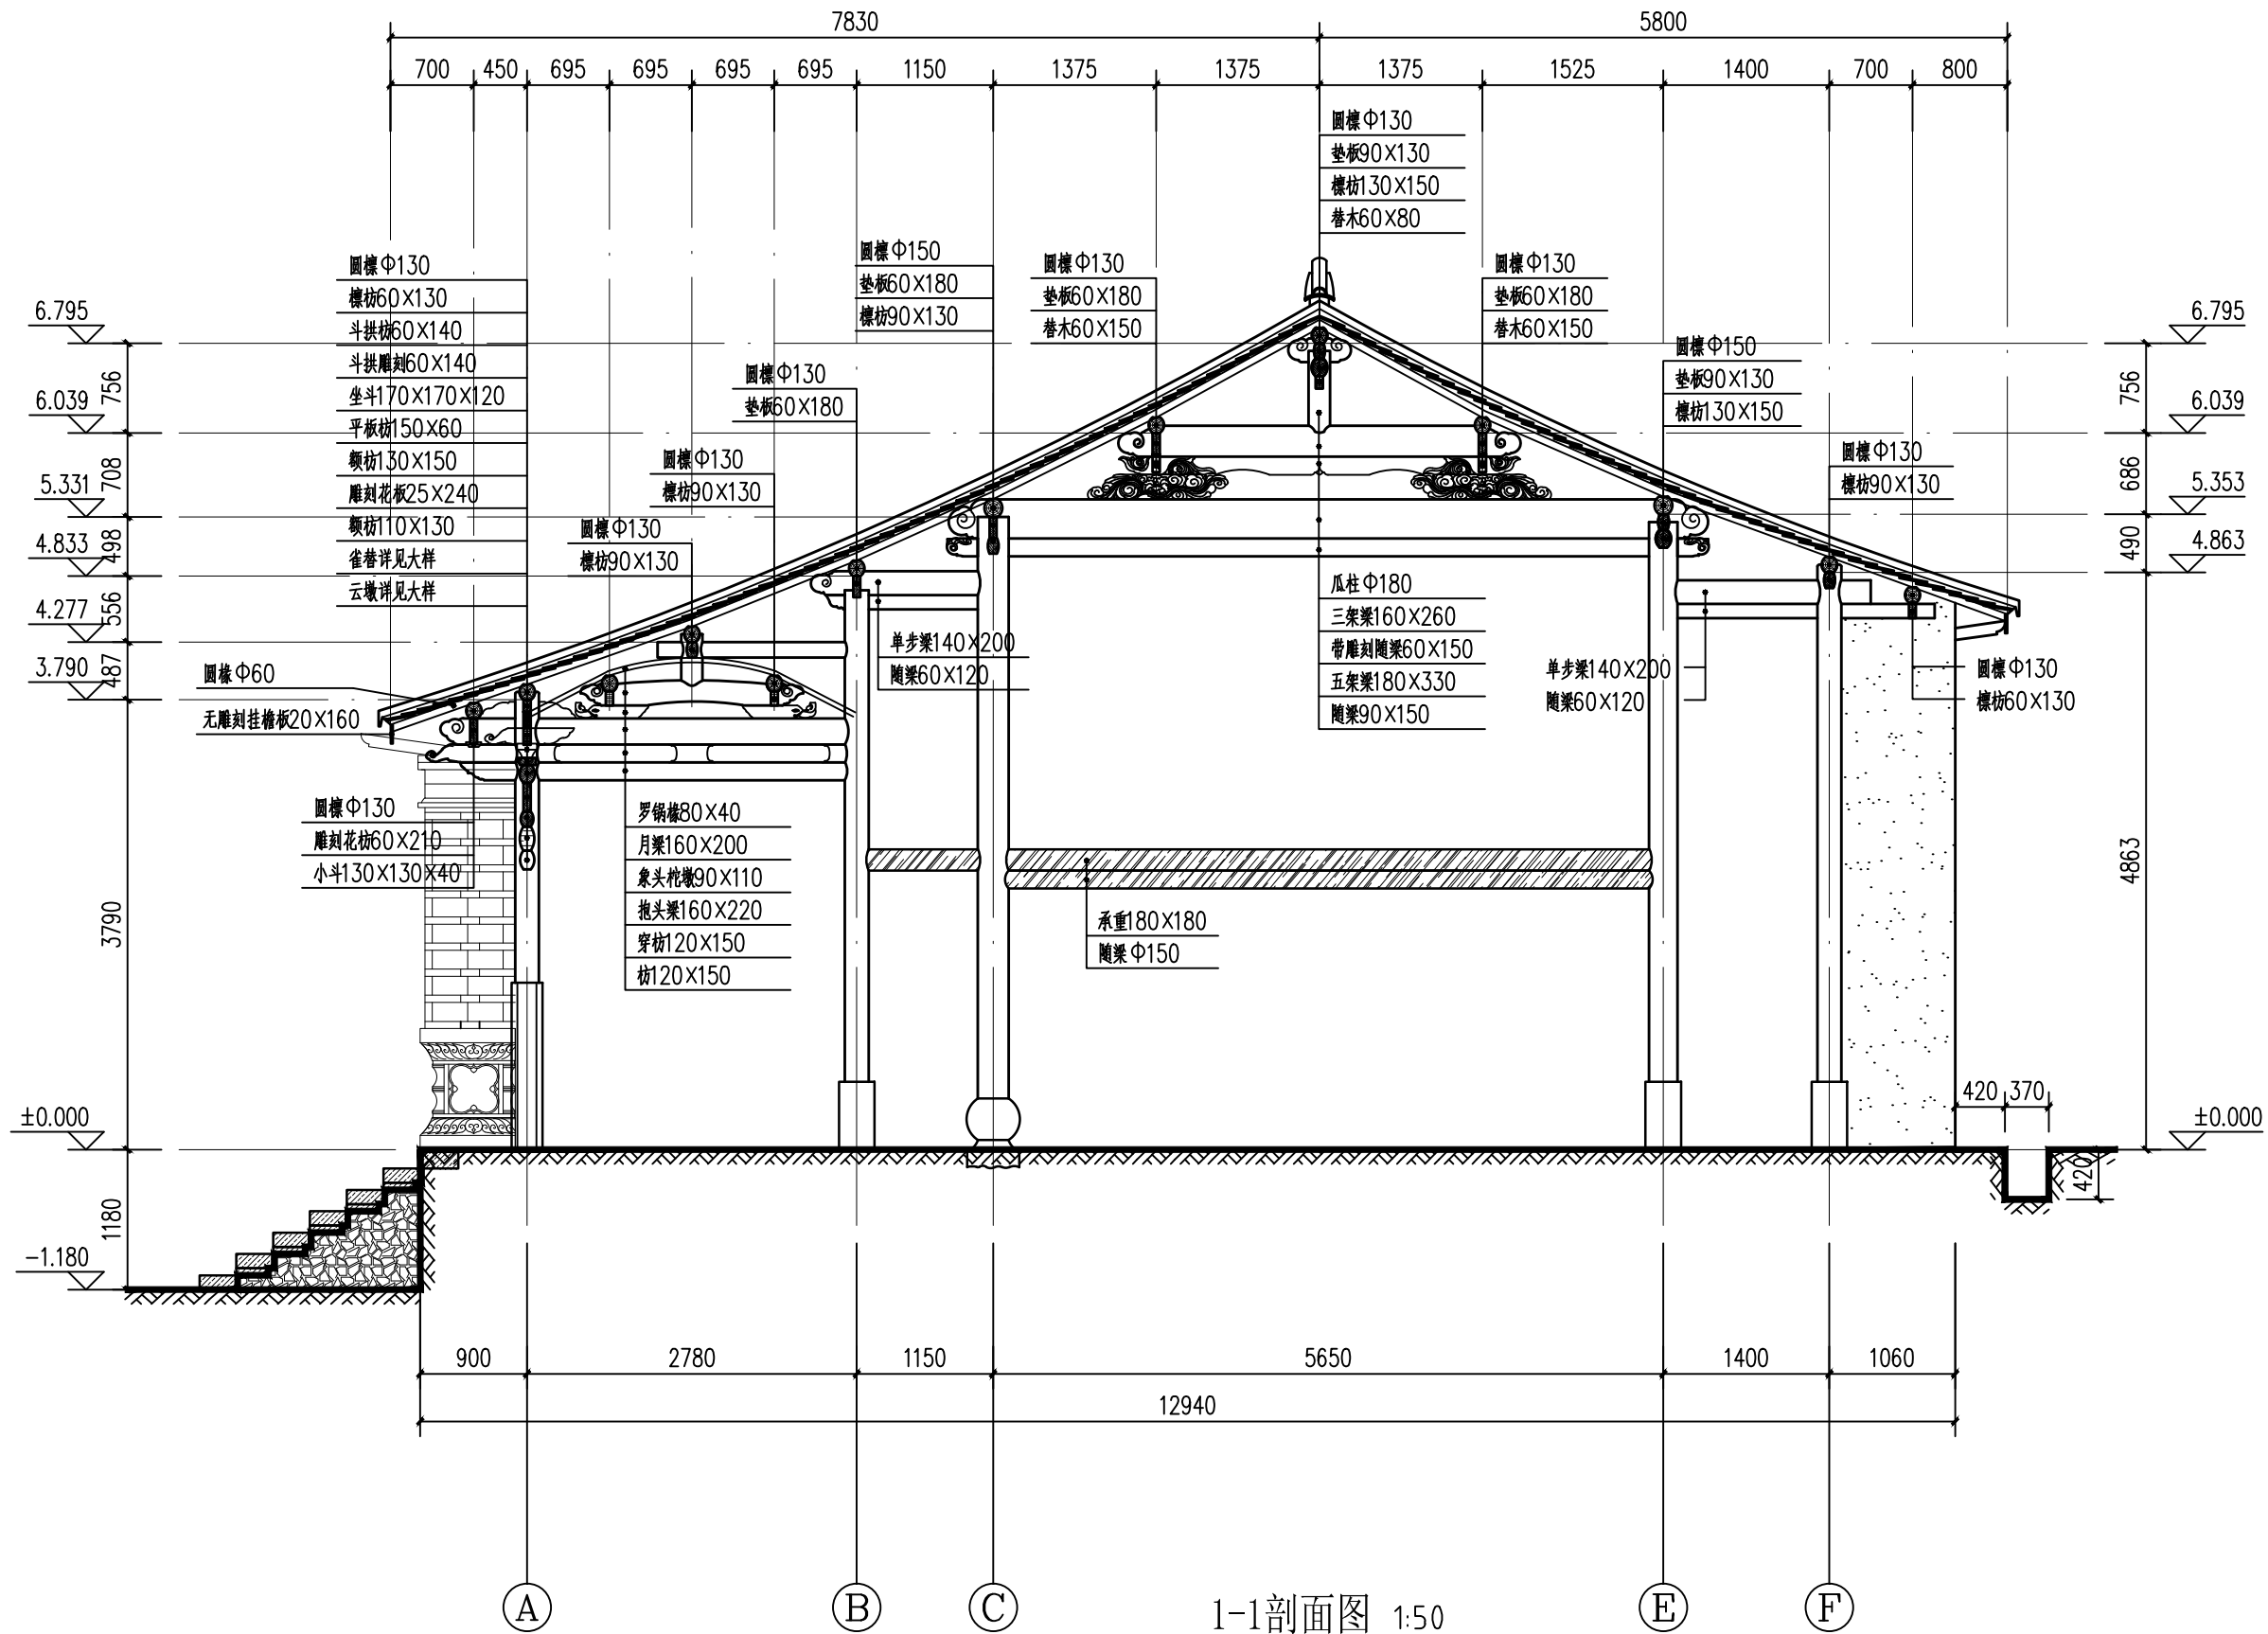 7830
5800
700
450
695
695
695
695
1150
1375
1375
1375
1525
1400
700
800
圆檩Φ130
垫板90X130
檩枋130X150
替木60X80
圆檩Φ130
檩枋60X130
斗拱枋60X140
斗拱雕刻60X140
坐斗170X170X120
平板枋150X60
额枋130X150
雕刻花板25X240
额枋110X130
雀替详见大样
云墩详见大样
圆檩Φ150
垫板60X180
檩枋90X130
圆檩Φ130
垫板60X180
替木60X150
圆檩Φ130
垫板60X180
替木60X150
圆檩Φ150
垫板90X130
檩枋130X150
圆檩Φ130
垫板60X180
圆檩Φ130
檩枋90X130
圆檩Φ130
檩枋90X130
圆檩Φ130
檩枋90X130
6.795
6.039
5.331
4.833
4.277
3.790
±0.000
-1.180
756
708
498
556
487
3790
1180
6.795
6.039
5.353
4.863
±0.000
756
686
490
4863
圆椽Φ60
无雕刻挂檐板20X160
单步梁140X200
随梁60X120
瓜柱Φ180
三架梁160X260
带雕刻随梁60X150
五架梁180X330
随梁90X150
单步梁140X200
随梁60X120
圆檩Φ130
檩枋60X130
圆檩Φ130
雕刻花枋60X210
小斗130X130X40
罗锅椽80X40
月梁160X200
象头柁墩90X110
抱头梁160X220
穿枋120X150
枋120X150
承重180X180
随梁Φ150
420
370
420
900
2780
1150
5650
1400
1060
12940
A
B
C
E
F
1-1剖面图 1:50